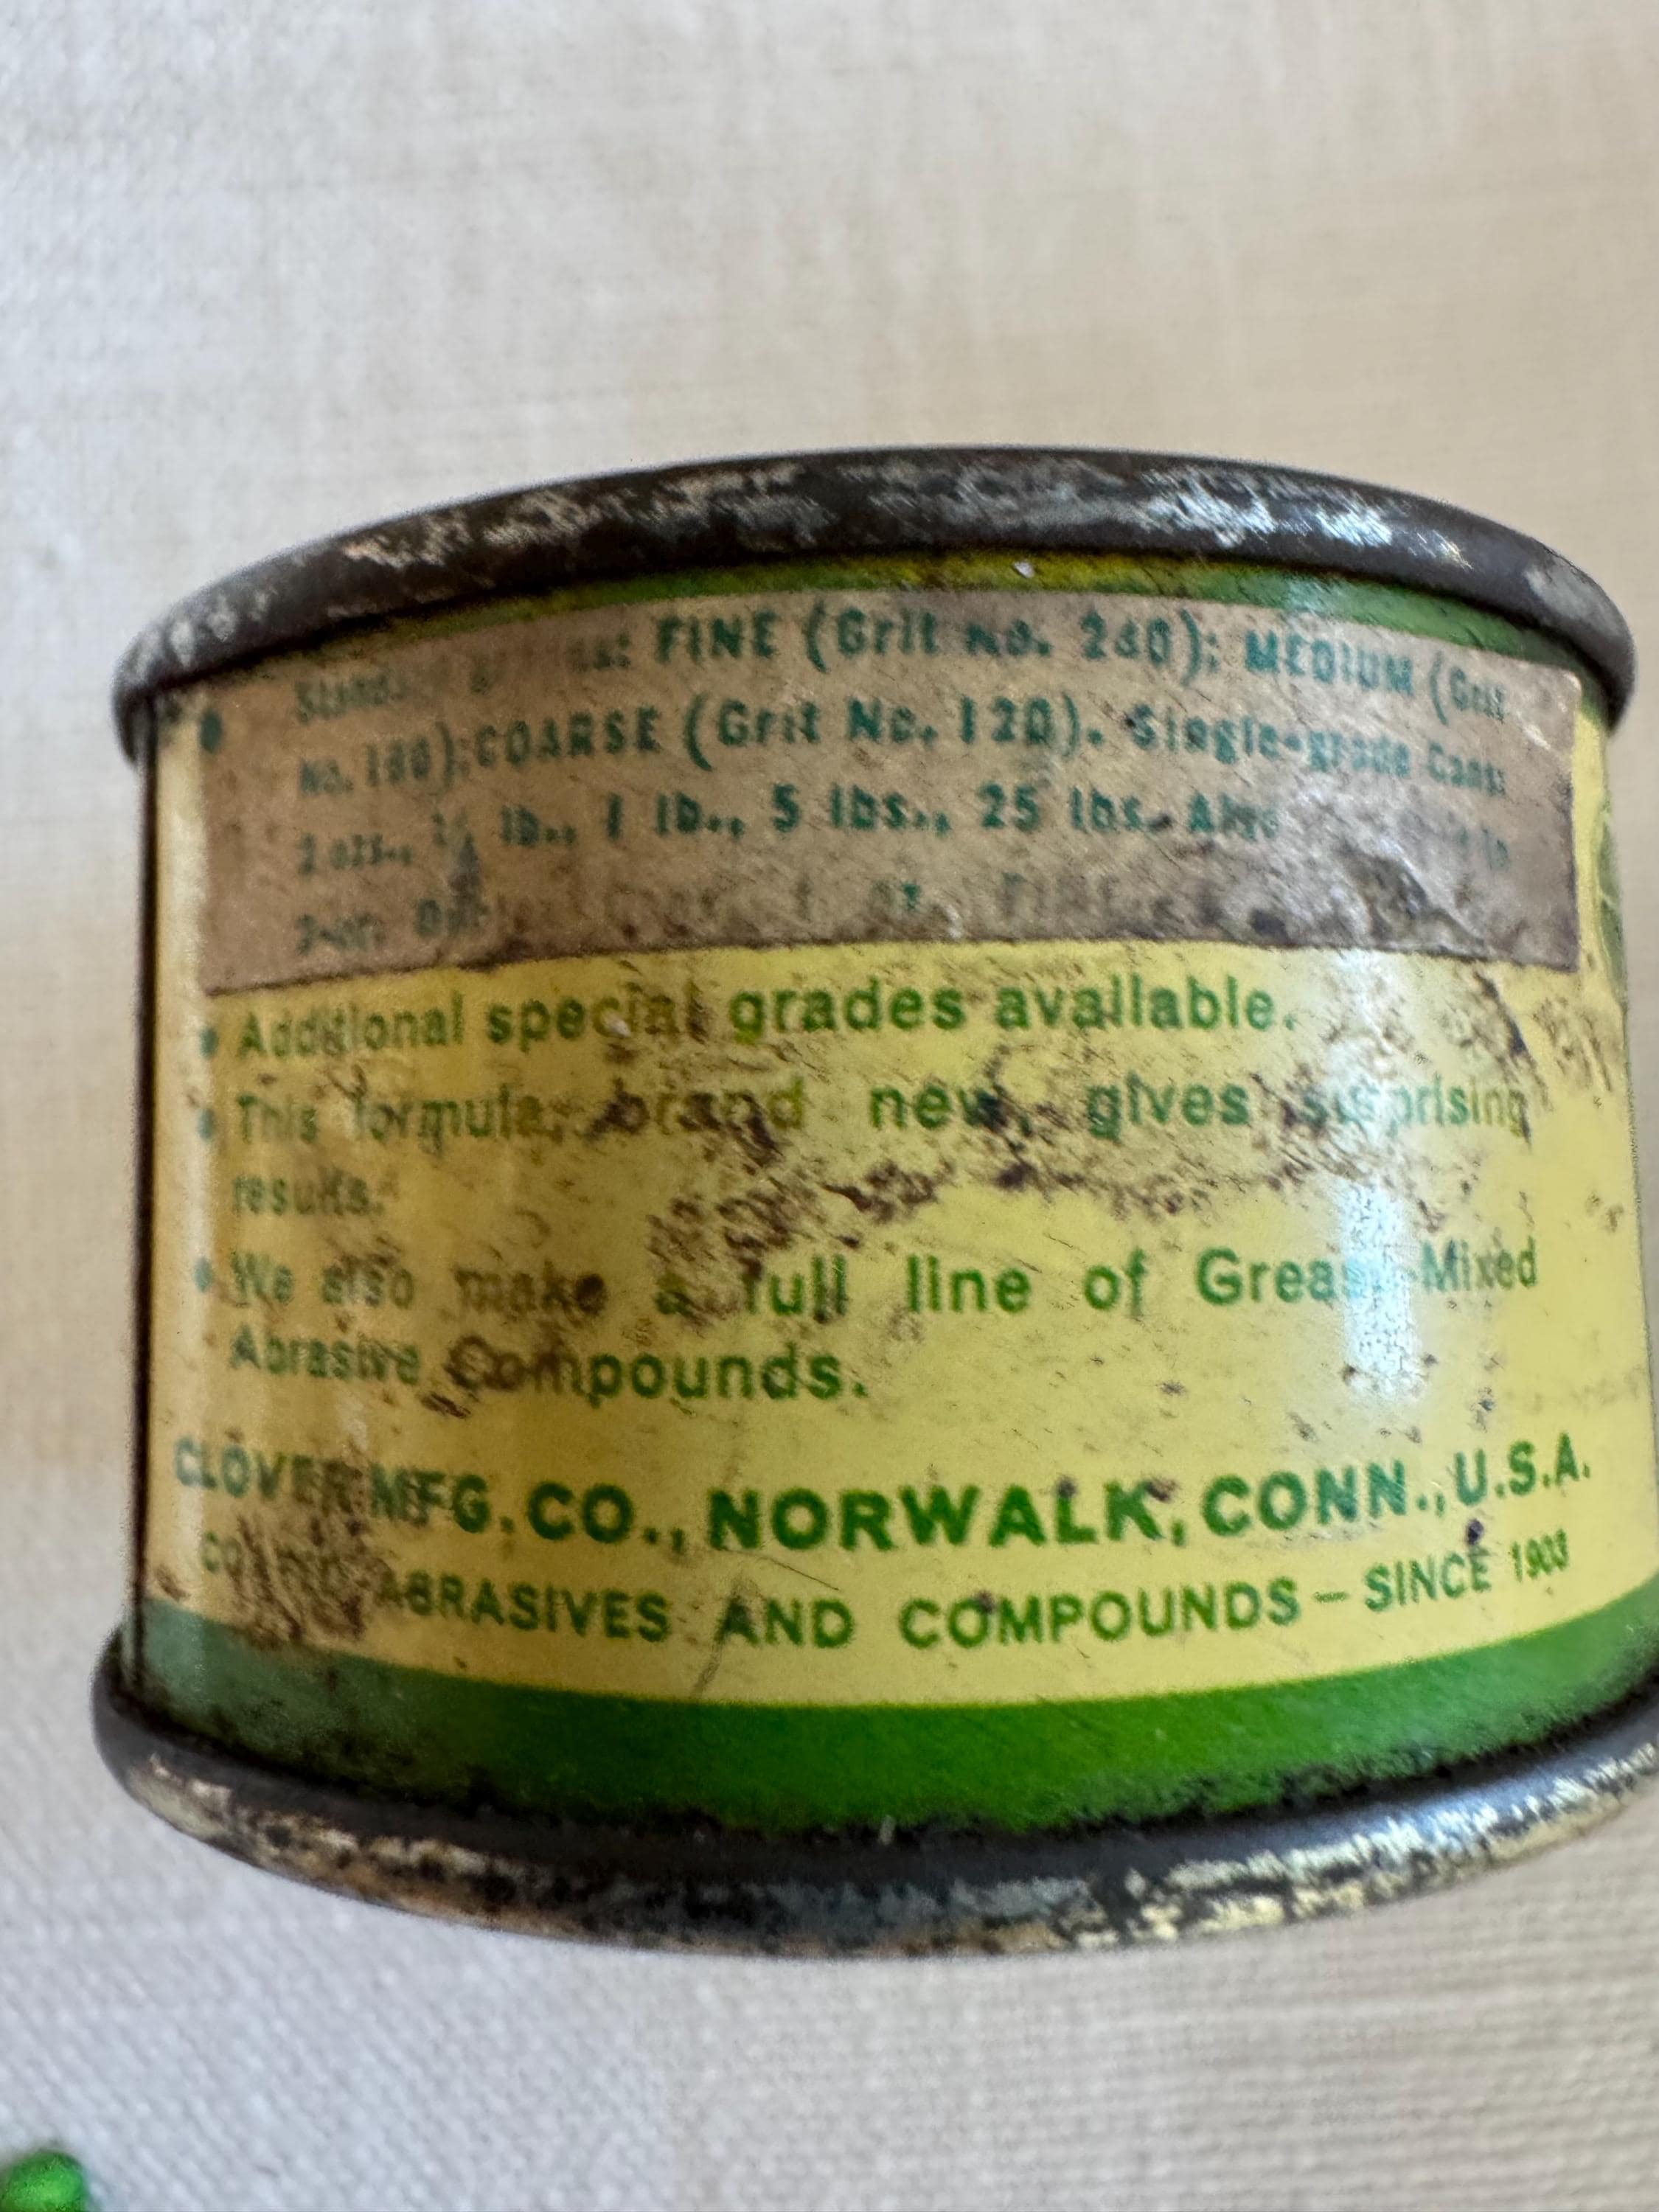 FINE (Grit No. 240); MEDIUM (Grit
No. 180); COARSE (Grit No. 120). Single-grade Cans:
2 ozs., lb., 1 lb., 5 lbs., 25 lbs. Also
• Additional special grades available.
• This formula, brand new, gives surprising
results.
• We also make a full line of Grease Mixed
Abrasive Compounds.
CLOVER MFG. CO., NORWALK, CONN., U.S.A.
ABRASIVES AND COMPOUNDS – SINCE 1903